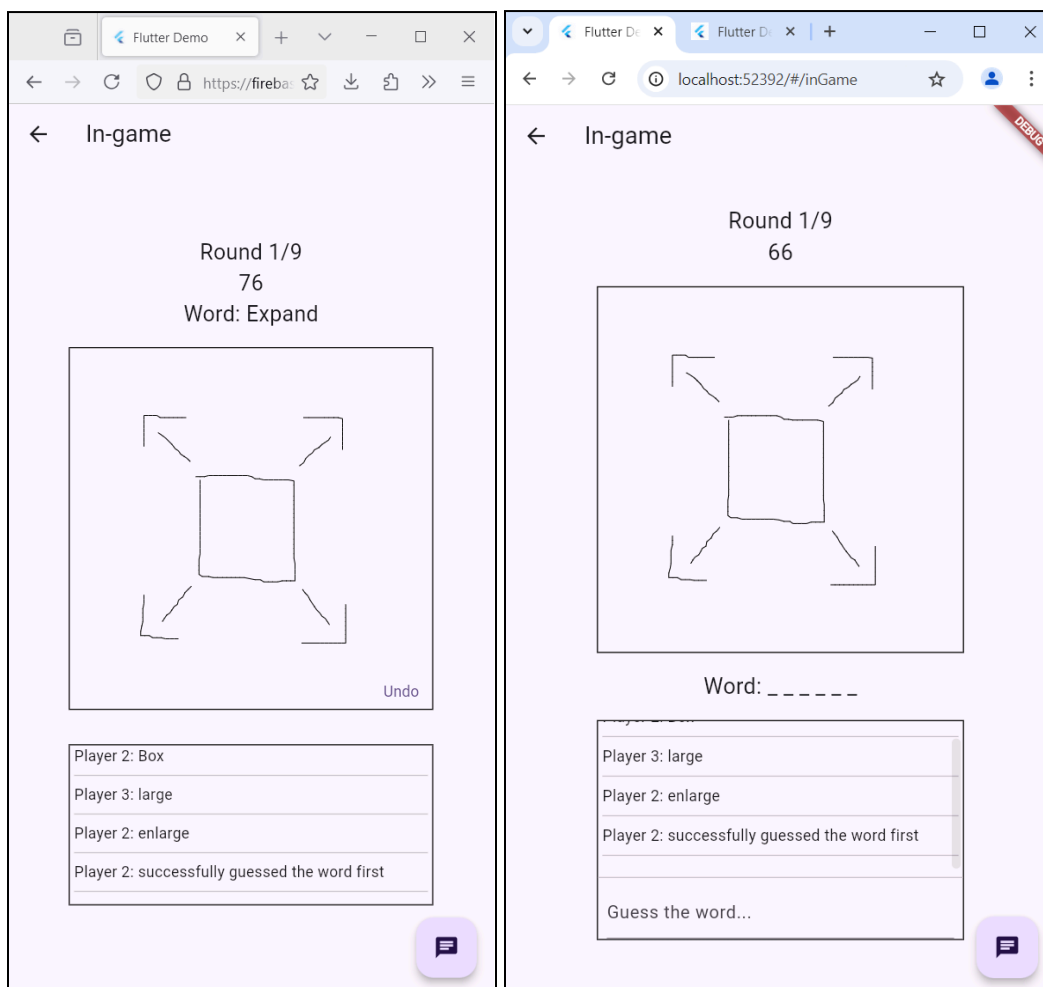 Flutter Demo
https://fireba
In-game
Round 1/9
76
Word: Expand
Undo
Player 2: Box
Player 3: large
Player 2: enlarge
Player 2: successfully guessed the word first
Flutter De
Flutter D
localhost:52392/#/inGame
DEBUG
In-game
Round 1/9
66
Word: _ _ _ _ _ _
Player 2: Box
Player 3: large
Player 2: enlarge
Player 2: successfully guessed the word first
Guess the word...